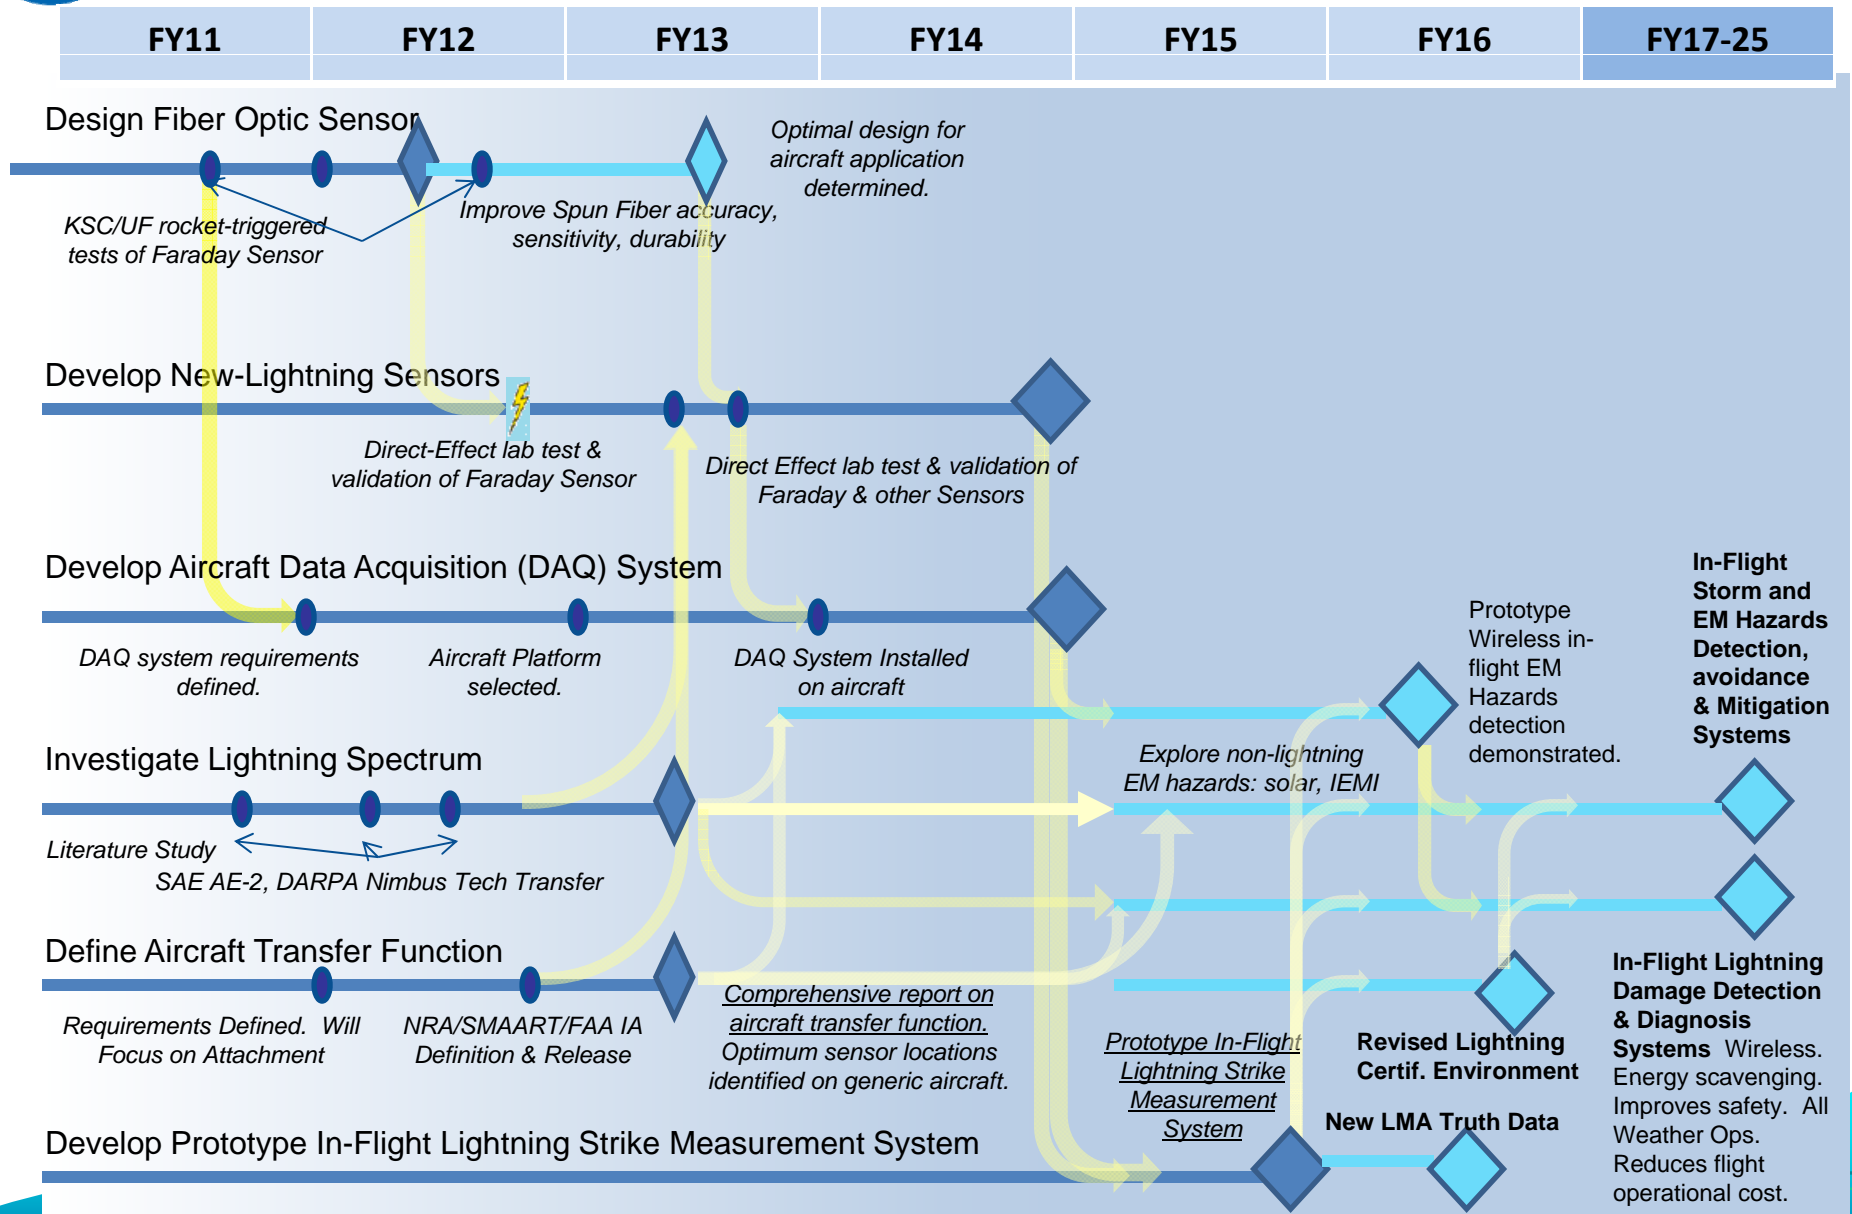 FY11 FY12 FY13 FY14 FY15 FY16 FY17-25
Design Fiber Optic Sensor
Optimal design for
aircraft application
determined.
KSC/UF rocket-triggered
tests of Faraday Sensor
Improve Spun Fiber accuracy,
sensitivity, durability
Develop New-Lightning Sensors
Direct-Effect lab test &
validation of Faraday Sensor
Direct Effect lab test & validation of
Faraday & other Sensors
Develop Aircraft Data Acquisition (DAQ) System
DAQ system requirements
defined.
Aircraft Platform
selected.
DAQ System Installed
on aircraft
Prototype
Wireless in-
flight EM
Hazards
detection
demonstrated.
In-Flight
Storm and
EM Hazards
Detection,
avoidance
& Mitigation
Systems
Investigate Lightning Spectrum
Explore non-lightning
EM hazards: solar, IEMI
Literature Study
SAE AE-2, DARPA Nimbus Tech Transfer
Define Aircraft Transfer Function
Requirements Defined.  Will
Focus on Attachment
NRA/SMAART/FAA IA
Definition & Release
Comprehensive report on
aircraft transfer function.
Optimum sensor locations
identified on generic aircraft.
Prototype In-Flight
Lightning Strike
Measurement
System
Revised Lightning
Certif. Environment
New LMA Truth Data
In-Flight Lightning
Damage Detection
& Diagnosis
Systems  Wireless.
Energy scavenging.
Improves safety.  All
Weather Ops.
Reduces flight
operational cost.
Develop Prototype In-Flight Lightning Strike Measurement System